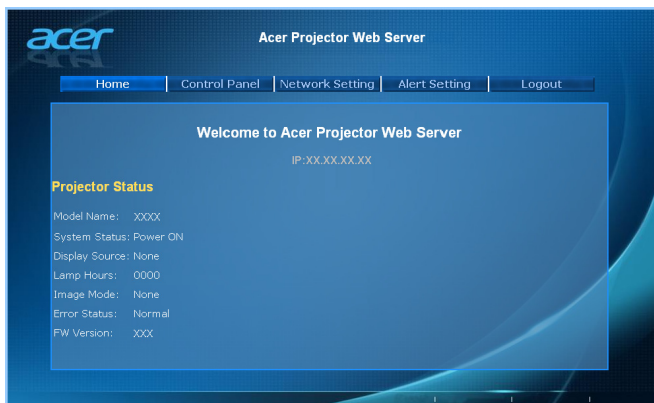 acer
Acer Projector Web Server
Home Control Panel Network Setting Alert Setting Logout
Welcome to Acer Projector Web Server
IP:XX.XX.XX.XX
Projector Status
Model Name: XXXX
System Status: Power ON
Display Source: None
Lamp Hours: 0000
Image Mode: None
Error Status: Normal
FW Version: XXX